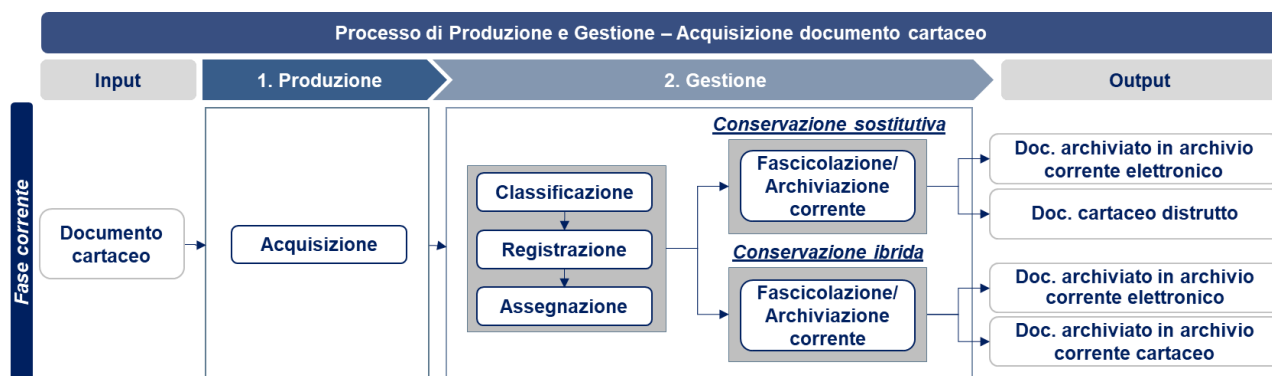 Processo di Produzione e Gestione – Acquisizione documento cartaceo
Input
1. Produzione
2. Gestione
Output
Fase corrente
Documento
cartaceo
Acquisizione
Classificazione
Registrazione
Assegnazione
Conservazione sostitutiva
Fascicolazione/
Archiviazione
corrente
Conservazione ibrida
Fascicolazione/
Archiviazione
corrente
Doc. archiviato in archivio
corrente elettronico
Doc. cartaceo distrutto
Doc. archiviato in archivio
corrente elettronico
Doc. archiviato in archivio
corrente cartaceo